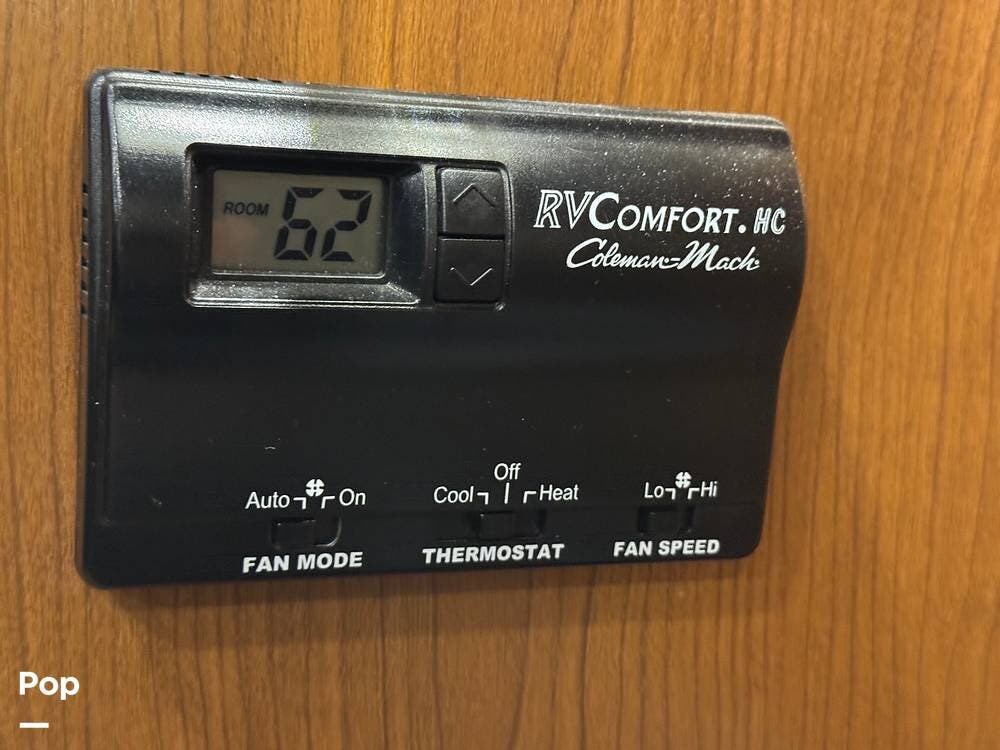 ROOM 62
RVCOMFORT. HC
Coleman-Mach
Off
Auto On Cool Heat Lo Hi
FAN MODE THERMOSTAT FAN SPEED
Pop